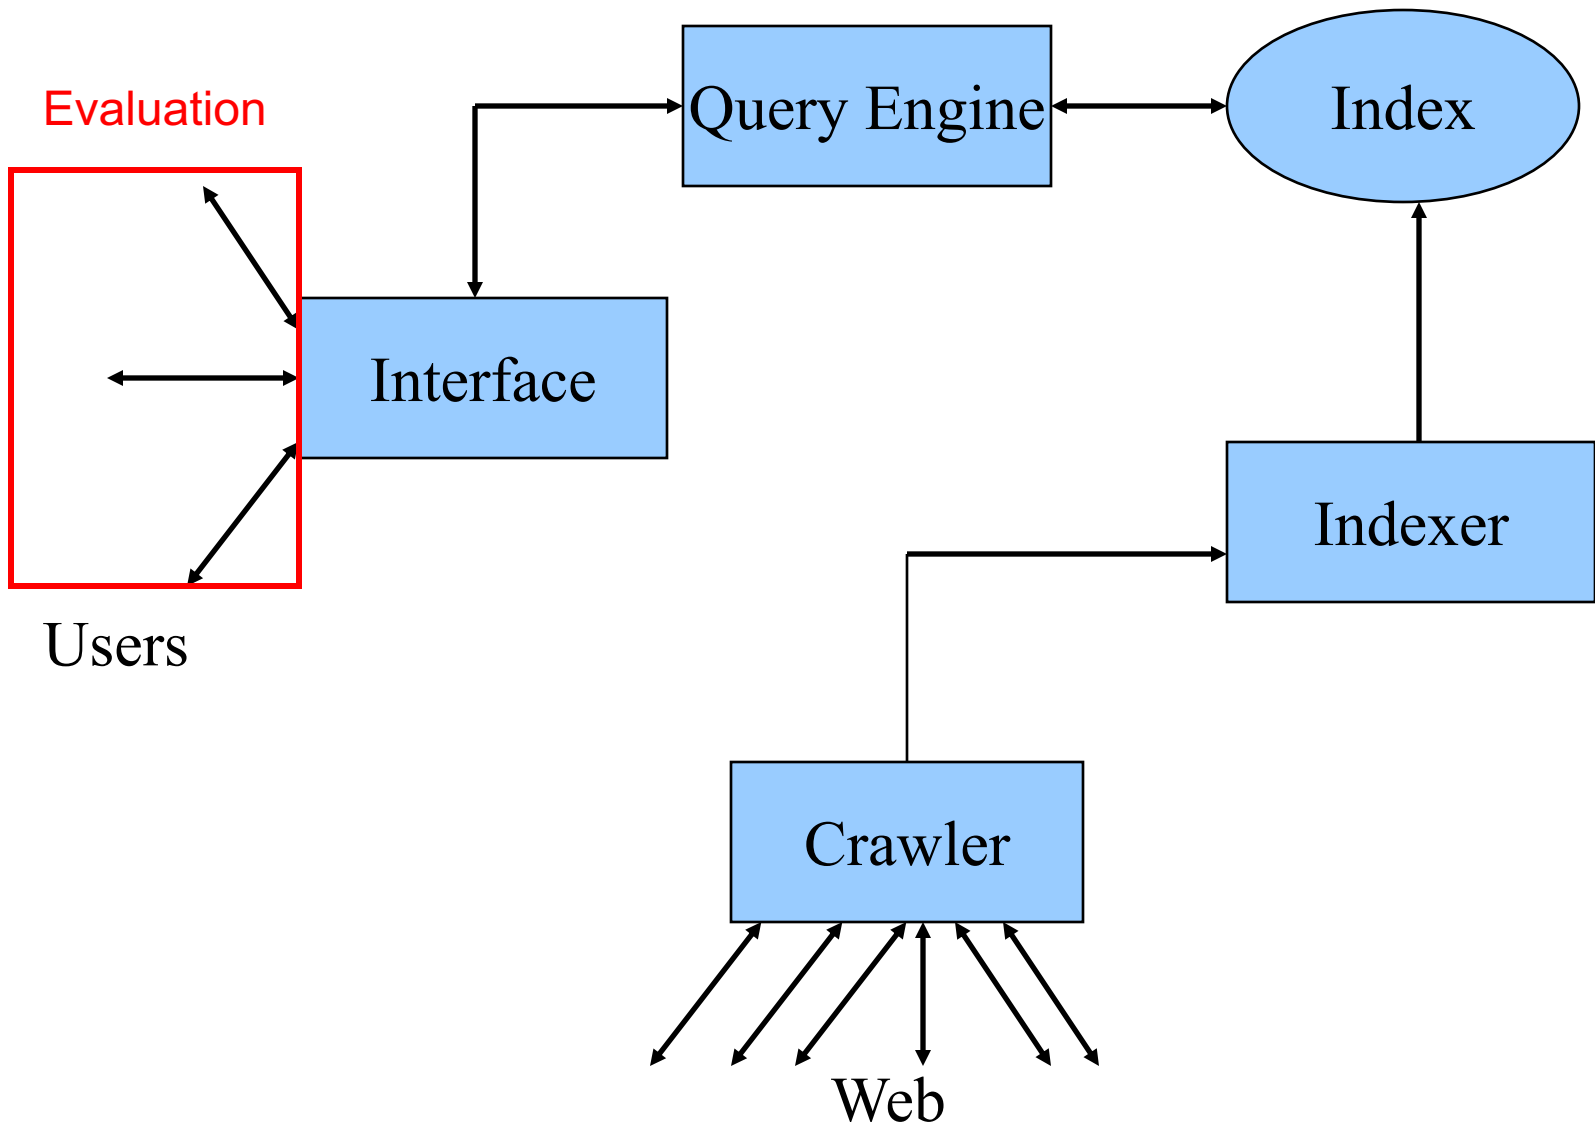 Evaluation
Query Engine
Index
Interface
Indexer
Users
Crawler
Web